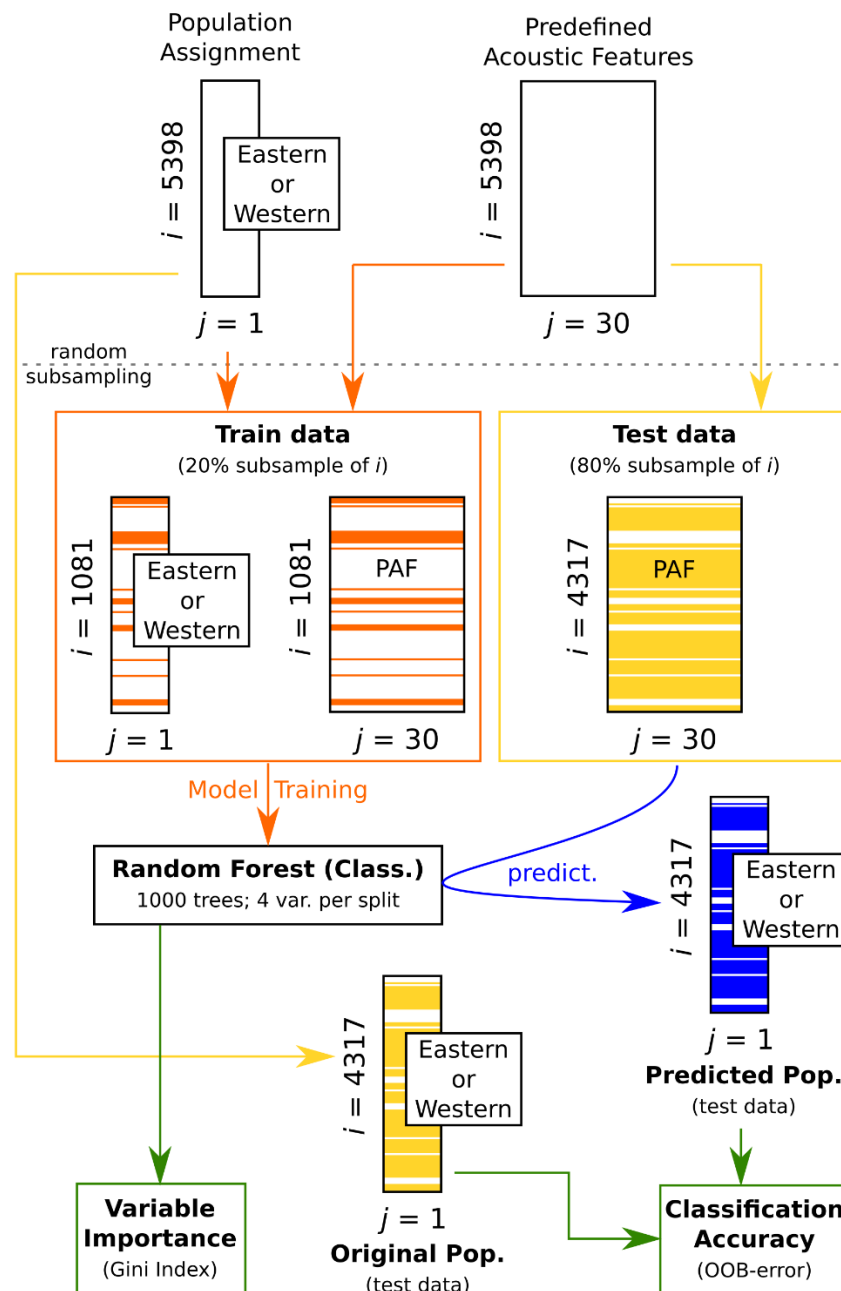 Population
Assignment
Predefined
Acoustic Features
i = 5398
Eastern
or
Western
j = 1
i = 5398
j = 30
random
subsampling
Train data
(20% subsample of i)
i = 1081
Eastern
or
Western
j = 1
i = 1081
PAF
j = 30
Test data
(80% subsample of i)
i = 4317
PAF
j = 30
Model Training
Random Forest (Class.)
1000 trees; 4 var. per split
predict.
i = 4317
Eastern
or
Western
j = 1
Predicted Pop.
(test data)
i = 4317
Eastern
or
Western
j = 1
Original Pop.
(test data)
Variable
Importance
(Gini Index)
Classification
Accuracy
(OOB-error)